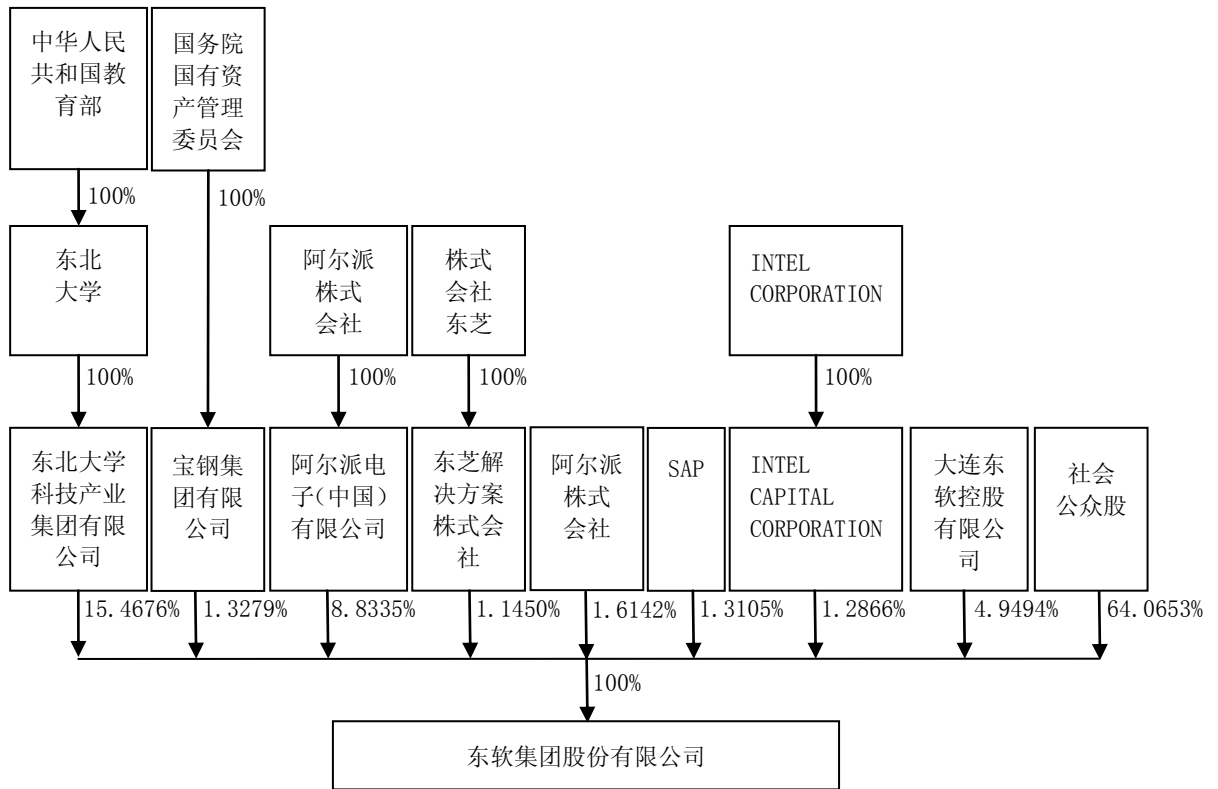 中华人民
共和国教
育部
国务院
国有资
产管理
委员会
100%
100%
东北
大学
阿尔派
株式
会社
株式
会社
东芝
INTEL
CORPORATION
100%
100%
100%
100%
东北大学
科技产业
集团有限
公司
宝钢集
团有限
公司
阿尔派电
子(中国)
有限公司
东芝解
决方案
株式会
社
阿尔派
株式
会社
SAP
INTEL
CAPITAL
CORPORATION
大连东
软控股
有限公
司
社会
公众股
15.4676%
1.3279%
8.8335%
1.1450%
1.6142%
1.3105%
1.2866%
4.9494%
64.0653%
100%
东软集团股份有限公司